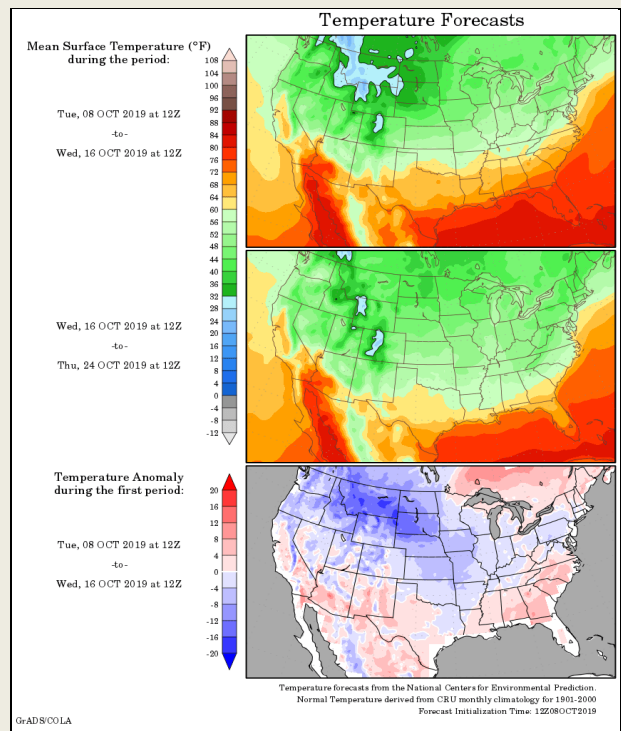 Temperature Forecasts
Mean Surface Temperature (°F)
during the period:
Tue, 08 OCT 2019 at 12Z
-to-
Wed, 16 OCT 2019 at 12Z
108
104
100
96
92
88
84
80
76
72
68
64
60
56
52
48
44
40
36
32
28
24
20
16
12
8
4
0
-4
-8
-12
Wed, 16 OCT 2019 at 12Z
-to-
Thu, 24 OCT 2019 at 12Z
Temperature Anomaly
during the first period:
Tue, 08 OCT 2019 at 12Z
-to-
Wed, 16 OCT 2019 at 12Z
20
16
12
8
4
0
-4
-8
-12
-16
-20
Temperature forecasts from the National Centers for Environmental Prediction.
Normal Temperature derived from CRU monthly climatology for 1901-2000
Forecast Initialization Time: 12Z08OCT2019
GrADS/COLA